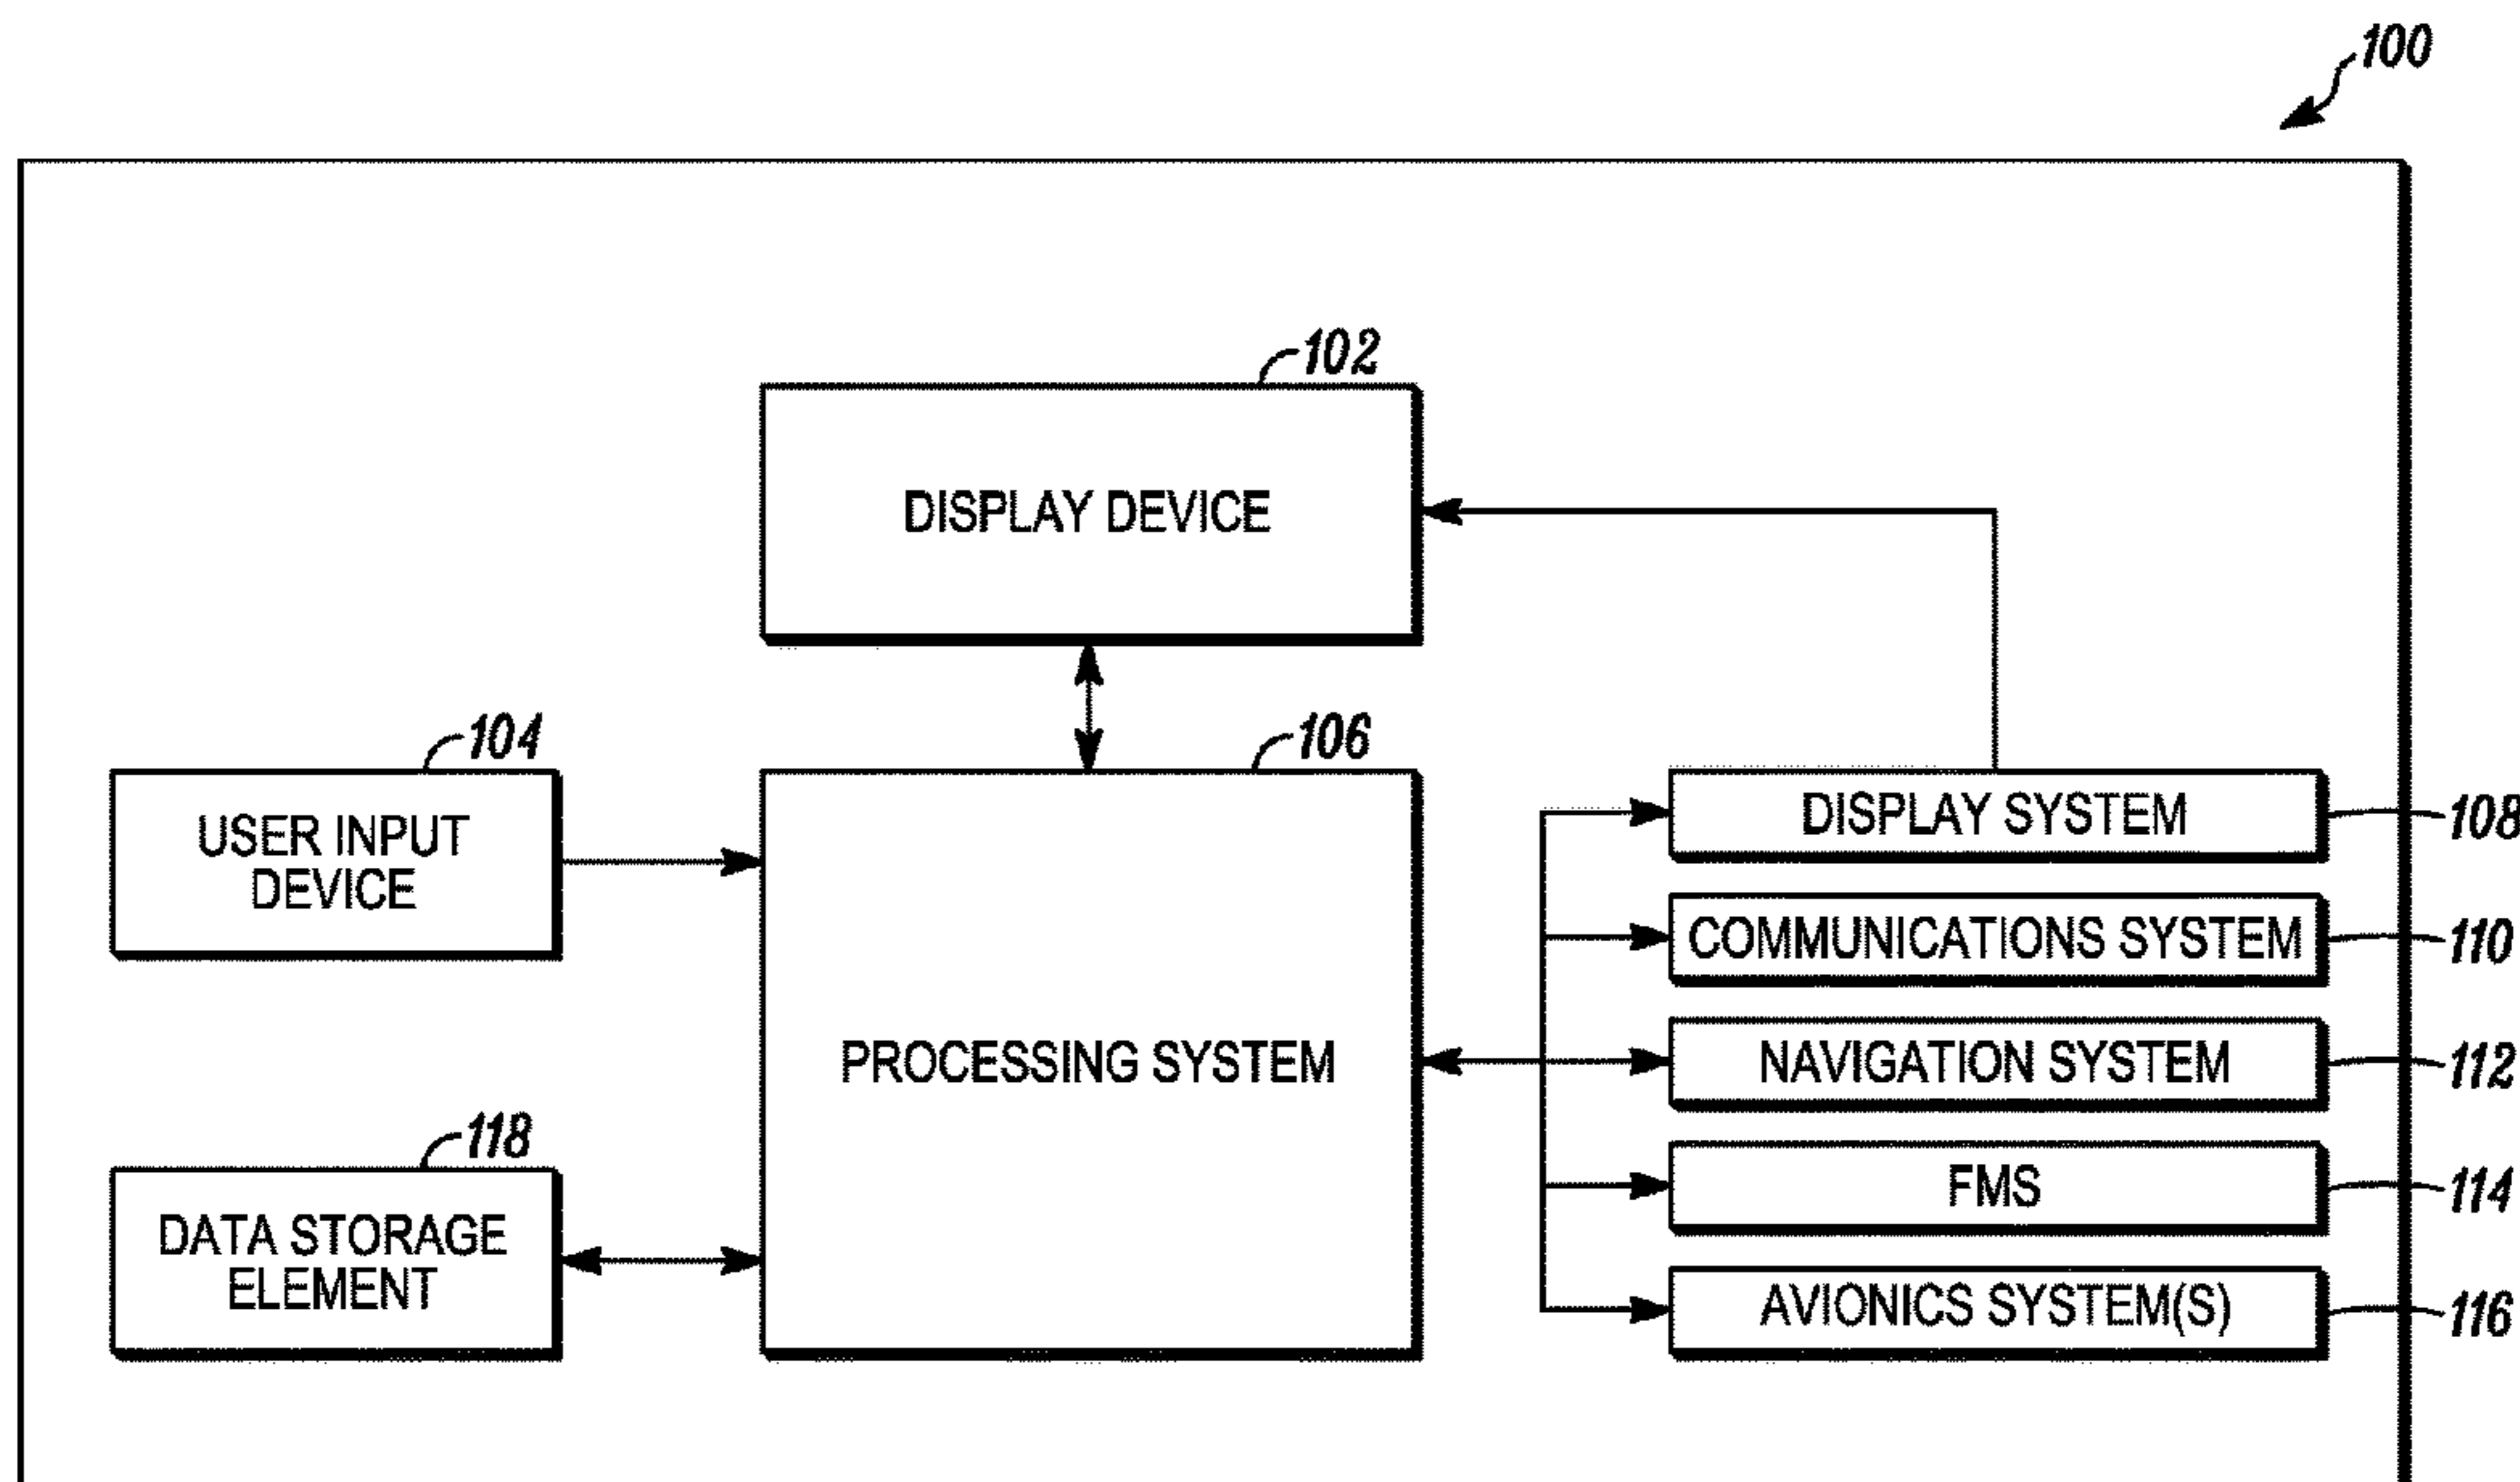 100
102
DISPLAY DEVICE
104
106
USER INPUT
DEVICE
DISPLAY SYSTEM
108
COMMUNICATIONS SYSTEM
110
PROCESSING SYSTEM
NAVIGATION SYSTEM
112
118
FMS
114
DATA STORAGE
ELEMENT
AVIONICS SYSTEM(S)
116